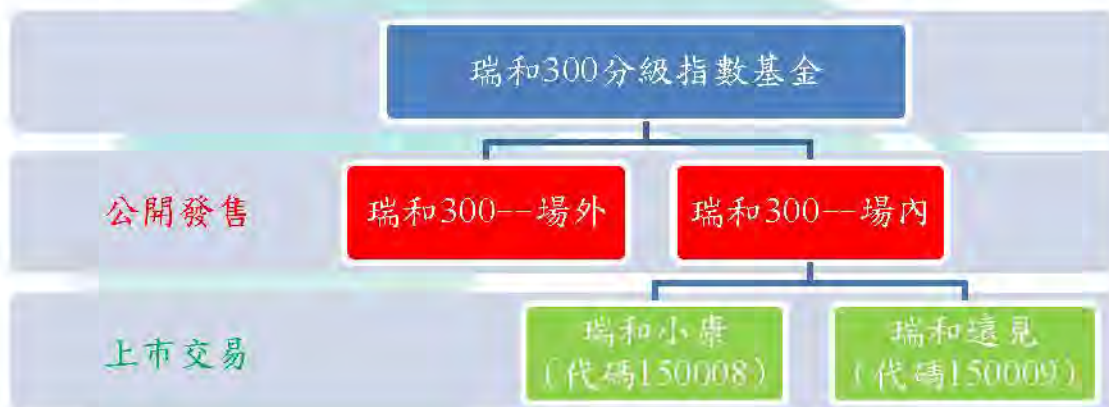 瑞和300分級指數基金
公開發售
瑞和300--場外
瑞和300--場內
上市交易
瑞和小康
(代碼150008)
瑞和遠見
(代碼150009)